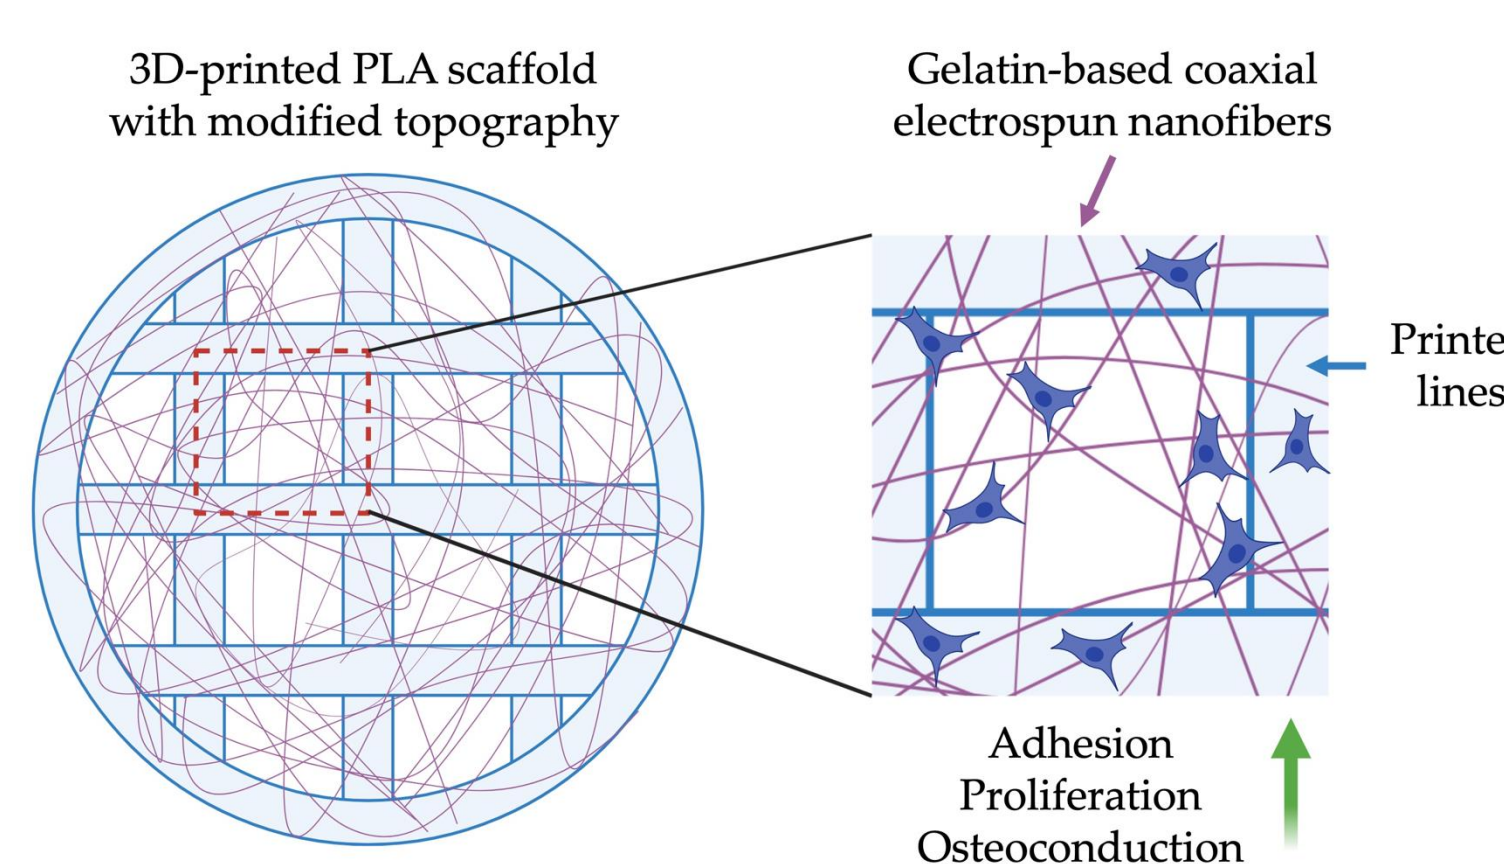 3D-printed PLA scaffold
with modified topography
Gelatin-based coaxial
electrospun nanofibers
Printe
lines
Adhesion
Proliferation
Osteoconduction